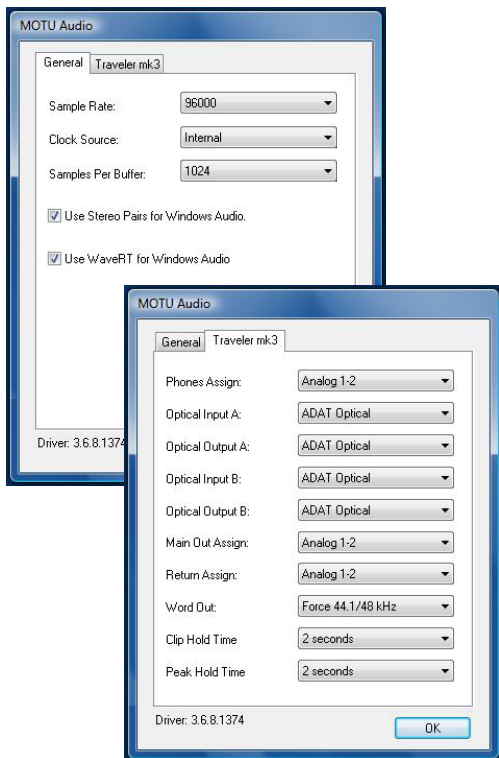 MOTU Audio
General Traveler mk3
Sample Rate: 96000
Clock Source: Internal
Samples Per Buffer: 1024
Use Stereo Pairs for Windows Audio.
Use WaveRT for Windows Audio
Driver: 3.6.8.1374
MOTU Audio
General Traveler mk3
Phones Assign: Analog 1-2
Optical Input A: ADAT Optical
Optical Output A: ADAT Optical
Optical Input B: ADAT Optical
Optical Output B: ADAT Optical
Main Out Assign: Analog 1-2
Return Assign: Analog 1-2
Word Out: Force 44.1/48 kHz
Clip Hold Time 2 seconds
Peak Hold Time 2 seconds
Driver: 3.6.8.1374
OK